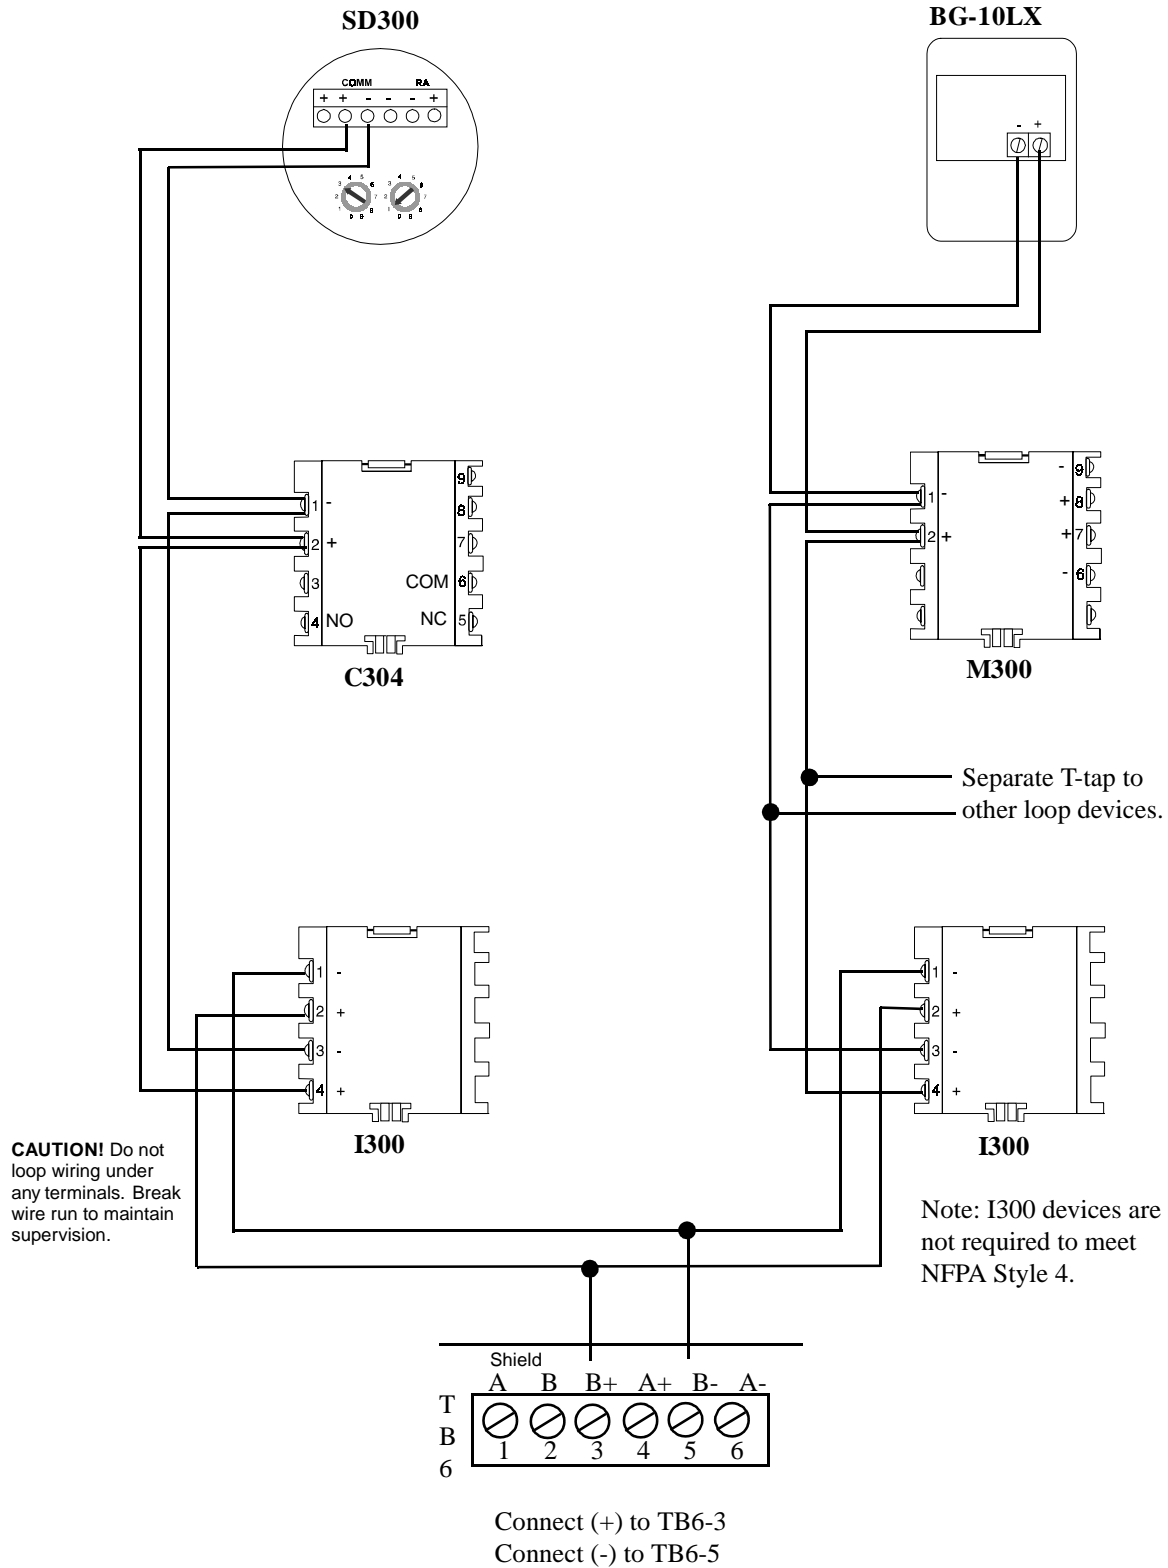 SD300
BG-10LX
COMM RA
+ + - - - +
- +
1 -
2 +
3
4 NO
9
8
7
COM 6
NC 5
C304
1 -
2 +
- 9
+ 8
+ 7
- 6
M300
Separate T-tap to
other loop devices.
1 -
2 +
3 -
4 +
I300
1 -
2 +
3 -
4 +
I300
CAUTION! Do not
loop wiring under
any terminals. Break
wire run to maintain
supervision.
Note: I300 devices are
not required to meet
NFPA Style 4.
Shield
A B B+ A+ B- A-
T
B
6
1 2 3 4 5 6
Connect (+) to TB6-3
Connect (-) to TB6-5